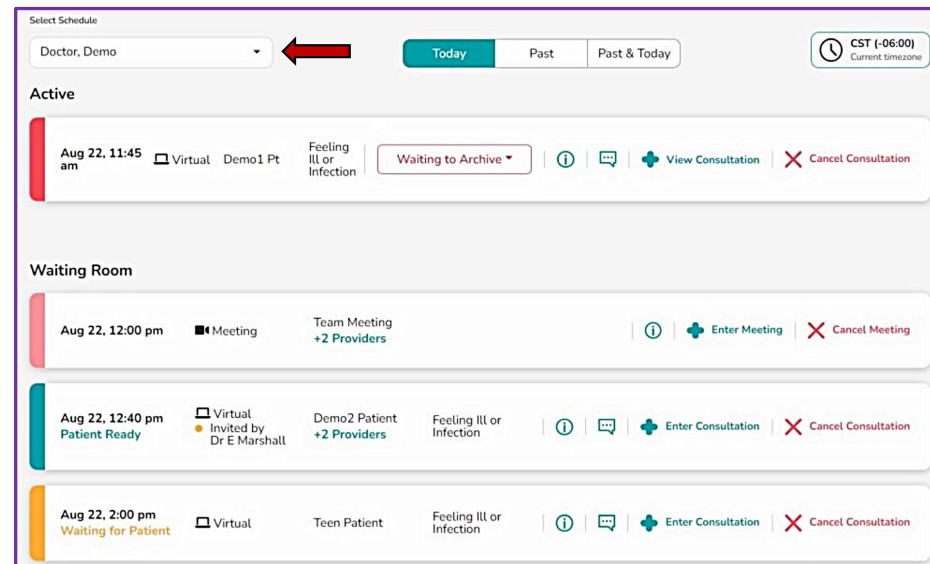 Select Schedule
Doctor, Demo
Today Past Past & Today
CST (-06:00)
Current timezone
Active
Aug 22, 11:45
am
Virtual Demo1 Pt
Feeling
Ill or
Infection
Waiting to Archive
View Consultation Cancel Consultation
Waiting Room
Aug 22, 12:00 pm
Meeting
Team Meeting
+2 Providers
Enter Meeting Cancel Meeting
Aug 22, 12:40 pm
Patient Ready
Virtual
Invited by
Dr E Marshall
Demo2 Patient
+2 Providers
Feeling Ill or
Infection
Enter Consultation Cancel Consultation
Aug 22, 2:00 pm
Waiting for Patient
Virtual
Teen Patient
Feeling Ill or
Infection
Enter Consultation Cancel Consultation